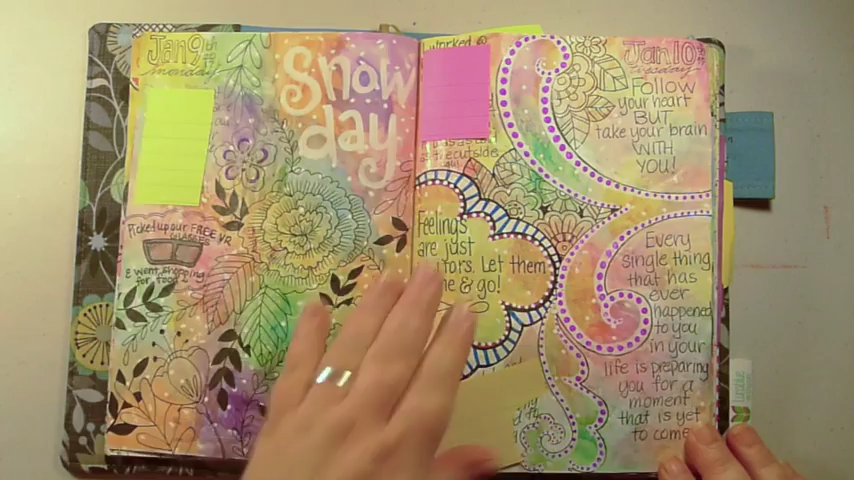 Jan 9th
monday
Snow
day
Picked up our FREE VR
GLASSES
& went shopping
for food
I worked @
the outside
Feelings
are just
Let them
& go!
Jan 10th
tuesday
Follow
your heart
BUT
take your brain
WITH
YOU!
Every
single thing
that has
ever
happened
to you
in your
life is preparing
you for a
moment
that is yet
to come